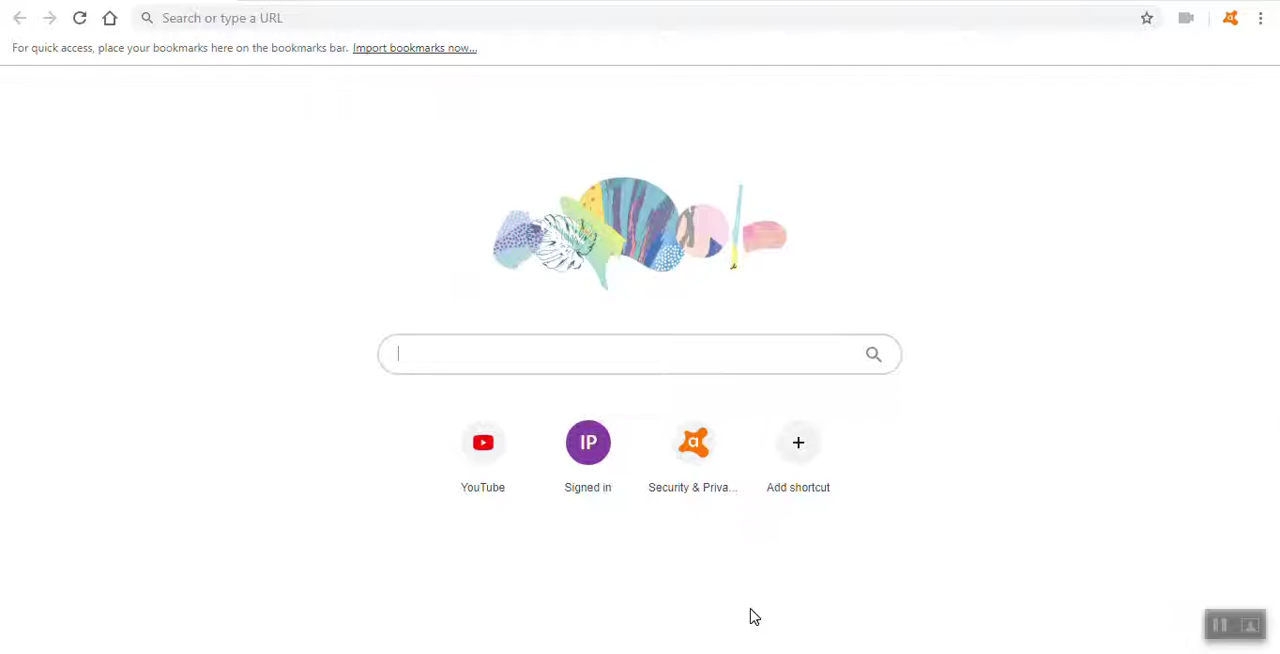 Search or type a URL
For quick access, place your bookmarks here on the bookmarks bar. Import bookmarks now...
IP
a
YouTube
Signed in
Security & Priva...
Add shortcut